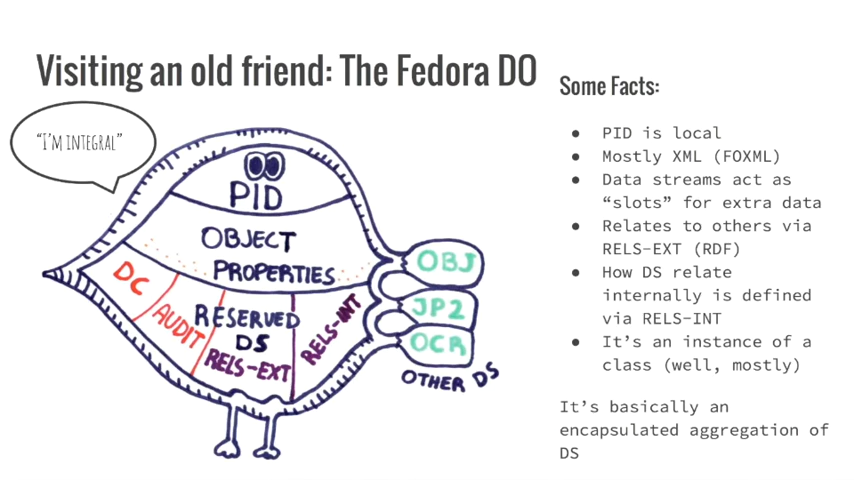 Visiting an old friend: The Fedora DO
"I'M INTEGRAL"
PID
OBJECT
PROPERTIES
DC
AUDIT
RESERVED
DS
RELS-EXT
RELS-INT
OBJ
JP2
OCR
OTHER DS
Some Facts:
● PID is local
● Mostly XML (FOXML)
● Data streams act as
“slots” for extra data
● Relates to others via
RELS-EXT (RDF)
● How DS relate
internally is defined
via RELS-INT
● It’s an instance of a
class (well, mostly)
It’s basically an
encapsulated aggregation of
DS